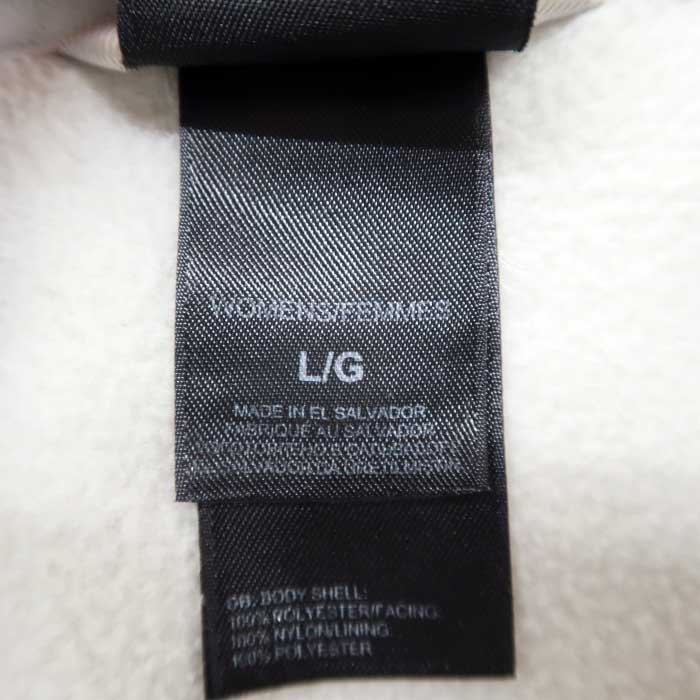 WOMENS/FEMMES
L/G
MADE IN EL SALVADOR
FABRIQUE AU SALVADOR
GB. BODY SHELL:
100% POLYESTER/FACING:
100% NYLON/LINING:
100% POLYESTER